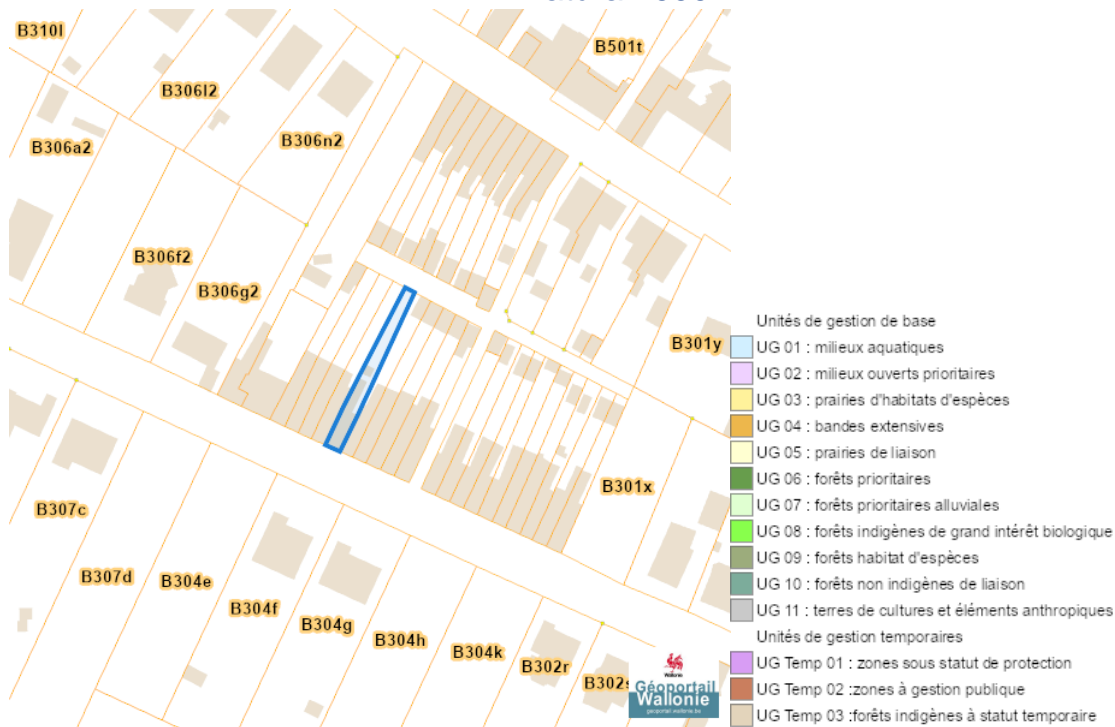 B310l
B501t
B306l2
B306n2
B306a2
B306f2
B306g2
B301y
B301x
B307c
B307d
B304e
B304f
B304g
B304h
B304k
B302r
Wallonie
Géoportail
Wallonie
geoportail.wallonie.be
Unités de gestion de base
UG 01 : milieux aquatiques
UG 02 : milieux ouverts prioritaires
UG 03 : prairies d'habitats d'espèces
UG 04 : bandes extensives
UG 05 : prairies de liaison
UG 06 : forêts prioritaires
UG 07 : forêts prioritaires alluviales
UG 08 : forêts indigènes de grand intérêt biologique
UG 09 : forêts habitat d'espèces
UG 10 : forêts non indigènes de liaison
UG 11 : terres de cultures et éléments anthropiques
Unités de gestion temporaires
UG Temp 01 : zones sous statut de protection
UG Temp 02 :zones à gestion publique
UG Temp 03 :forêts indigènes à statut temporaire